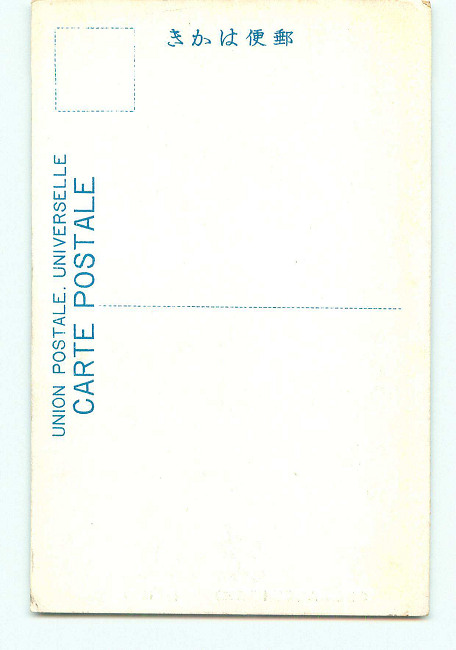 郵便はかき
UNION POSTALE. UNIVERSELLE
CARTE POSTALE